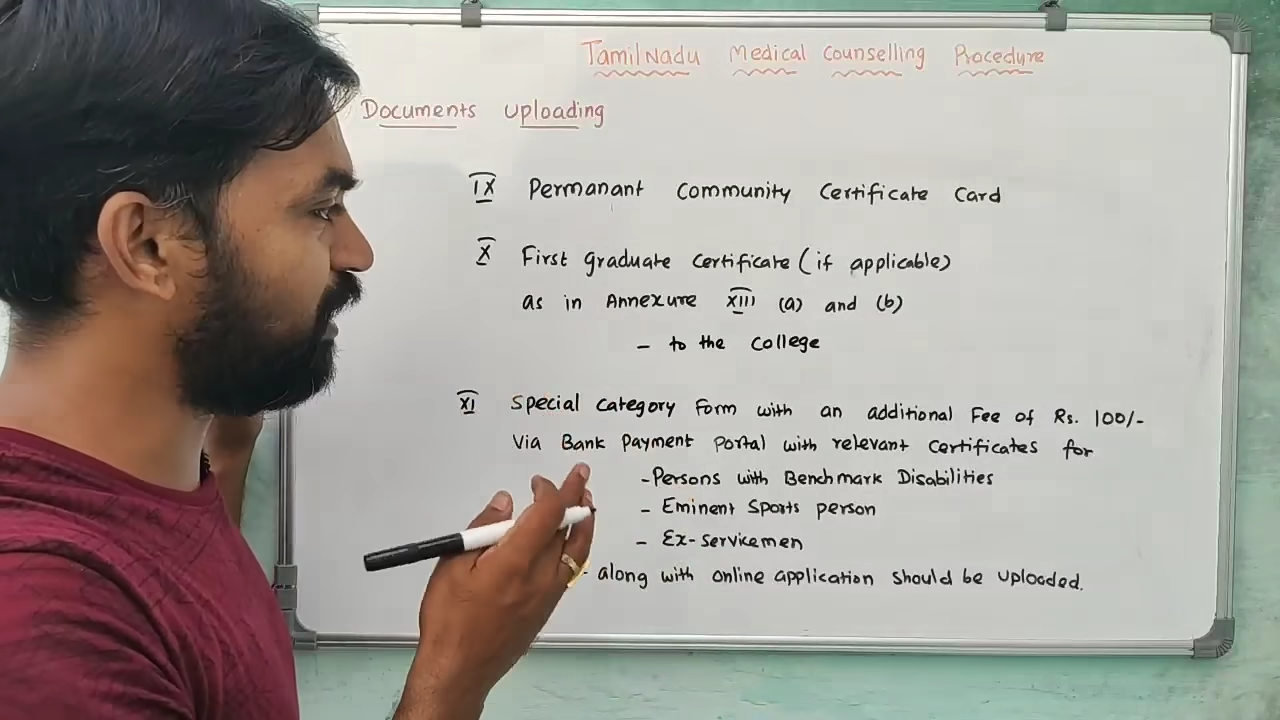 TamilNadu Medical Counselling Procedure
Documents uploading
IX Permanant Community Certificate Card
X First graduate certificate (if applicable)
as in Annexure XIII (a) and (b)
- to the College
XI Special Category Form with an additional Fee of Rs. 100/-
Via Bank Payment Portal with relevant certificates for
- Persons with Benchmark Disabilities
- Eminent Sports person
- Ex-servicemen
- along with online application should be uploaded.